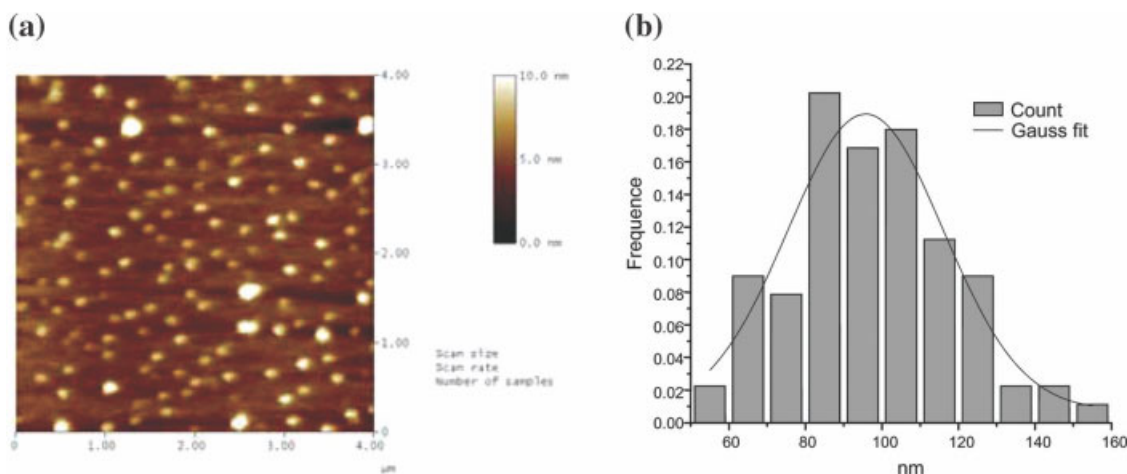 (a)
(b)
4.00
3.00
2.00
1.00
0
0
1.00
2.00
3.00
4.00
µm
10.0 nm
5.0 nm
0.0 nm
Scan size
Scan rate
Number of samples
0.22
0.20
0.18
0.16
0.14
0.12
0.10
0.08
0.06
0.04
0.02
0.00
Frequence
Count
Gauss fit
60
80
100
120
140
160
nm